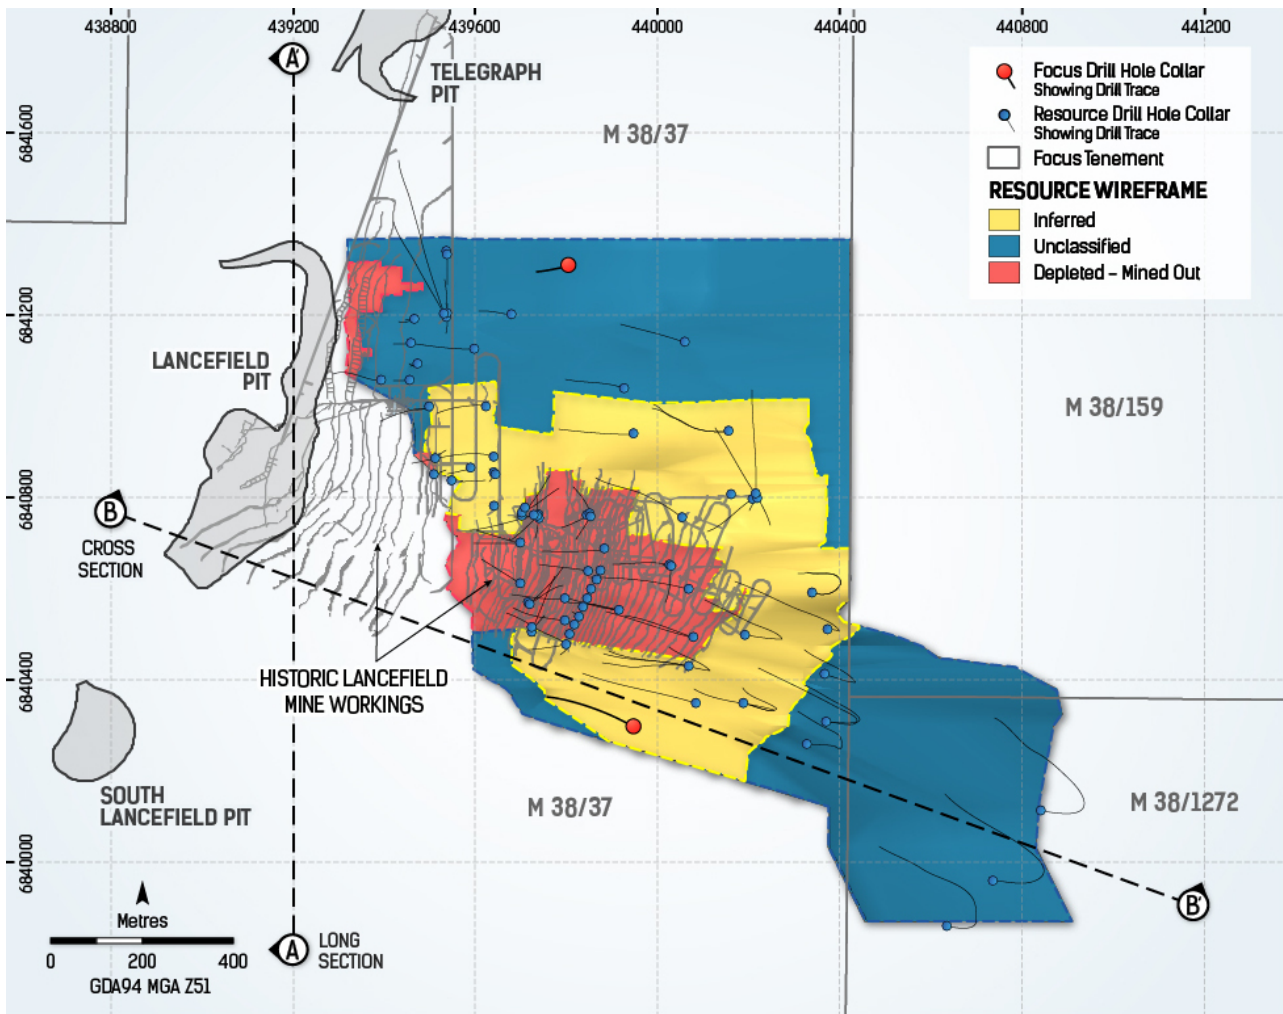 438800
439200
439600
440000
440400
440800
441200
A'
TELEGRAPH
PIT
M 38/37
Focus Drill Hole Collar
Showing Drill Trace
Resource Drill Hole Collar
Showing Drill Trace
Focus Tenement
RESOURCE WIREFRAME
Inferred
Unclassified
Depleted - Mined Out
6841600
6841200
LANCEFIELD
PIT
M 38/159
6840800
B
CROSS
SECTION
HISTORIC LANCEFIELD
MINE WORKINGS
6840400
SOUTH
LANCEFIELD PIT
M 38/37
M 38/1272
6840000
B'
Metres
0
200
400
GDA94 MGA Z51
A
LONG
SECTION